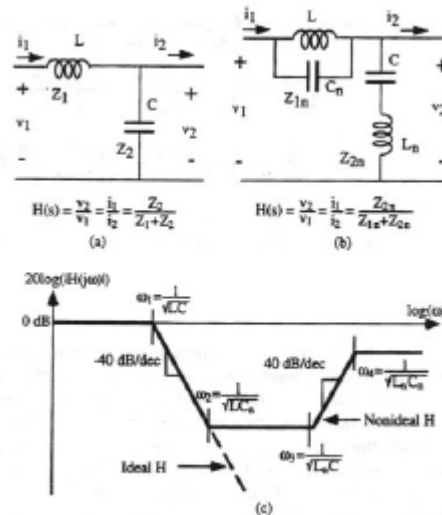 i₁ L i₂
+ Z₁ C +
v₁ Z₂ v₂
- -
H(s) = v₂/v₁ = i₁/i₂ = Z₂/(Z₁+Z₂)
(a)
i₁ L i₂
+ Z₁ₙ Cₙ C +
v₁ Z₂ₙ Lₙ v₂
- -
H(s) = v₂/v₁ = i₁/i₂ = Z₂ₙ/(Z₁ₙ+Z₂ₙ)
(b)
20log(|H(jω)|)
ω₁=1/√LC log(ω)
0 dB
-40 dB/dec 40 dB/dec
ω₂=1/√LCₙ ω₄=1/√LₙCₙ
Ideal H Nonideal H
ω₃=1/√LₙC
(c)